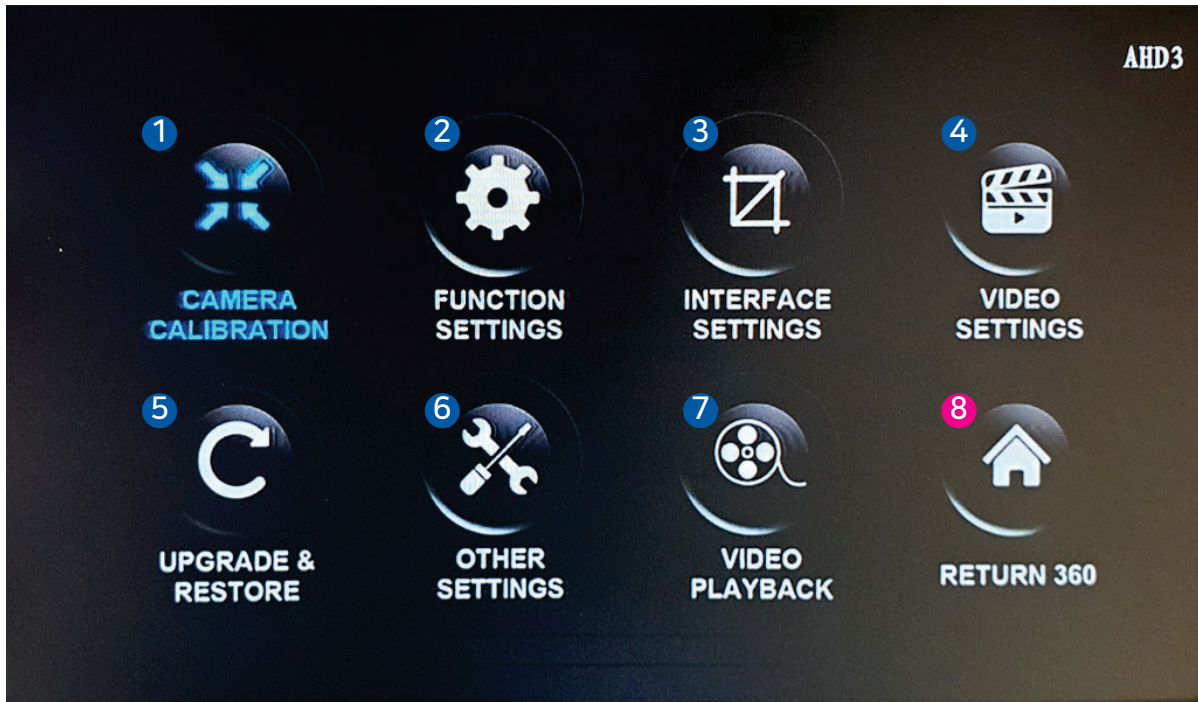 AHD3
1
2
3
4
CAMERA
CALIBRATION
FUNCTION
SETTINGS
INTERFACE
SETTINGS
VIDEO
SETTINGS
5
6
7
8
UPGRADE &
RESTORE
OTHER
SETTINGS
VIDEO
PLAYBACK
RETURN 360